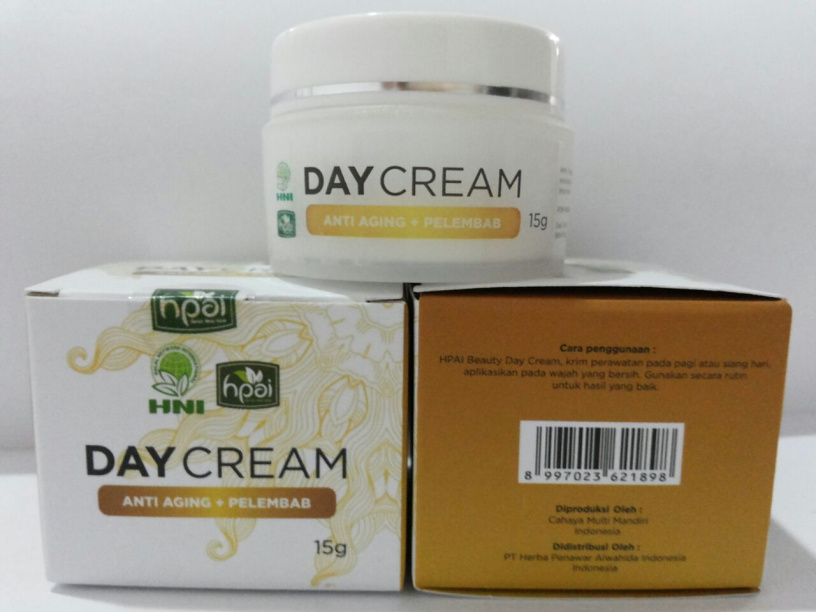 HNI
DAY CREAM
hpai
ANTI AGING + PELEMBAB
15g
hpai
HNI
hpai
DAY CREAM
ANTI AGING + PELEMBAB
15g
Cara penggunaan :
HPAI Beauty Day Cream, krim perawatan pada pagi atau siang hari,
aplikasikan pada wajah yang bersih. Gunakan secara rutin
untuk hasil yang baik.
8 997023 621898
Diproduksi Oleh :
Cahaya Multi Mandiri
Indonesia
Didistribusi Oleh :
PT Herba Penawar Alwahida Indonesia
Indonesia